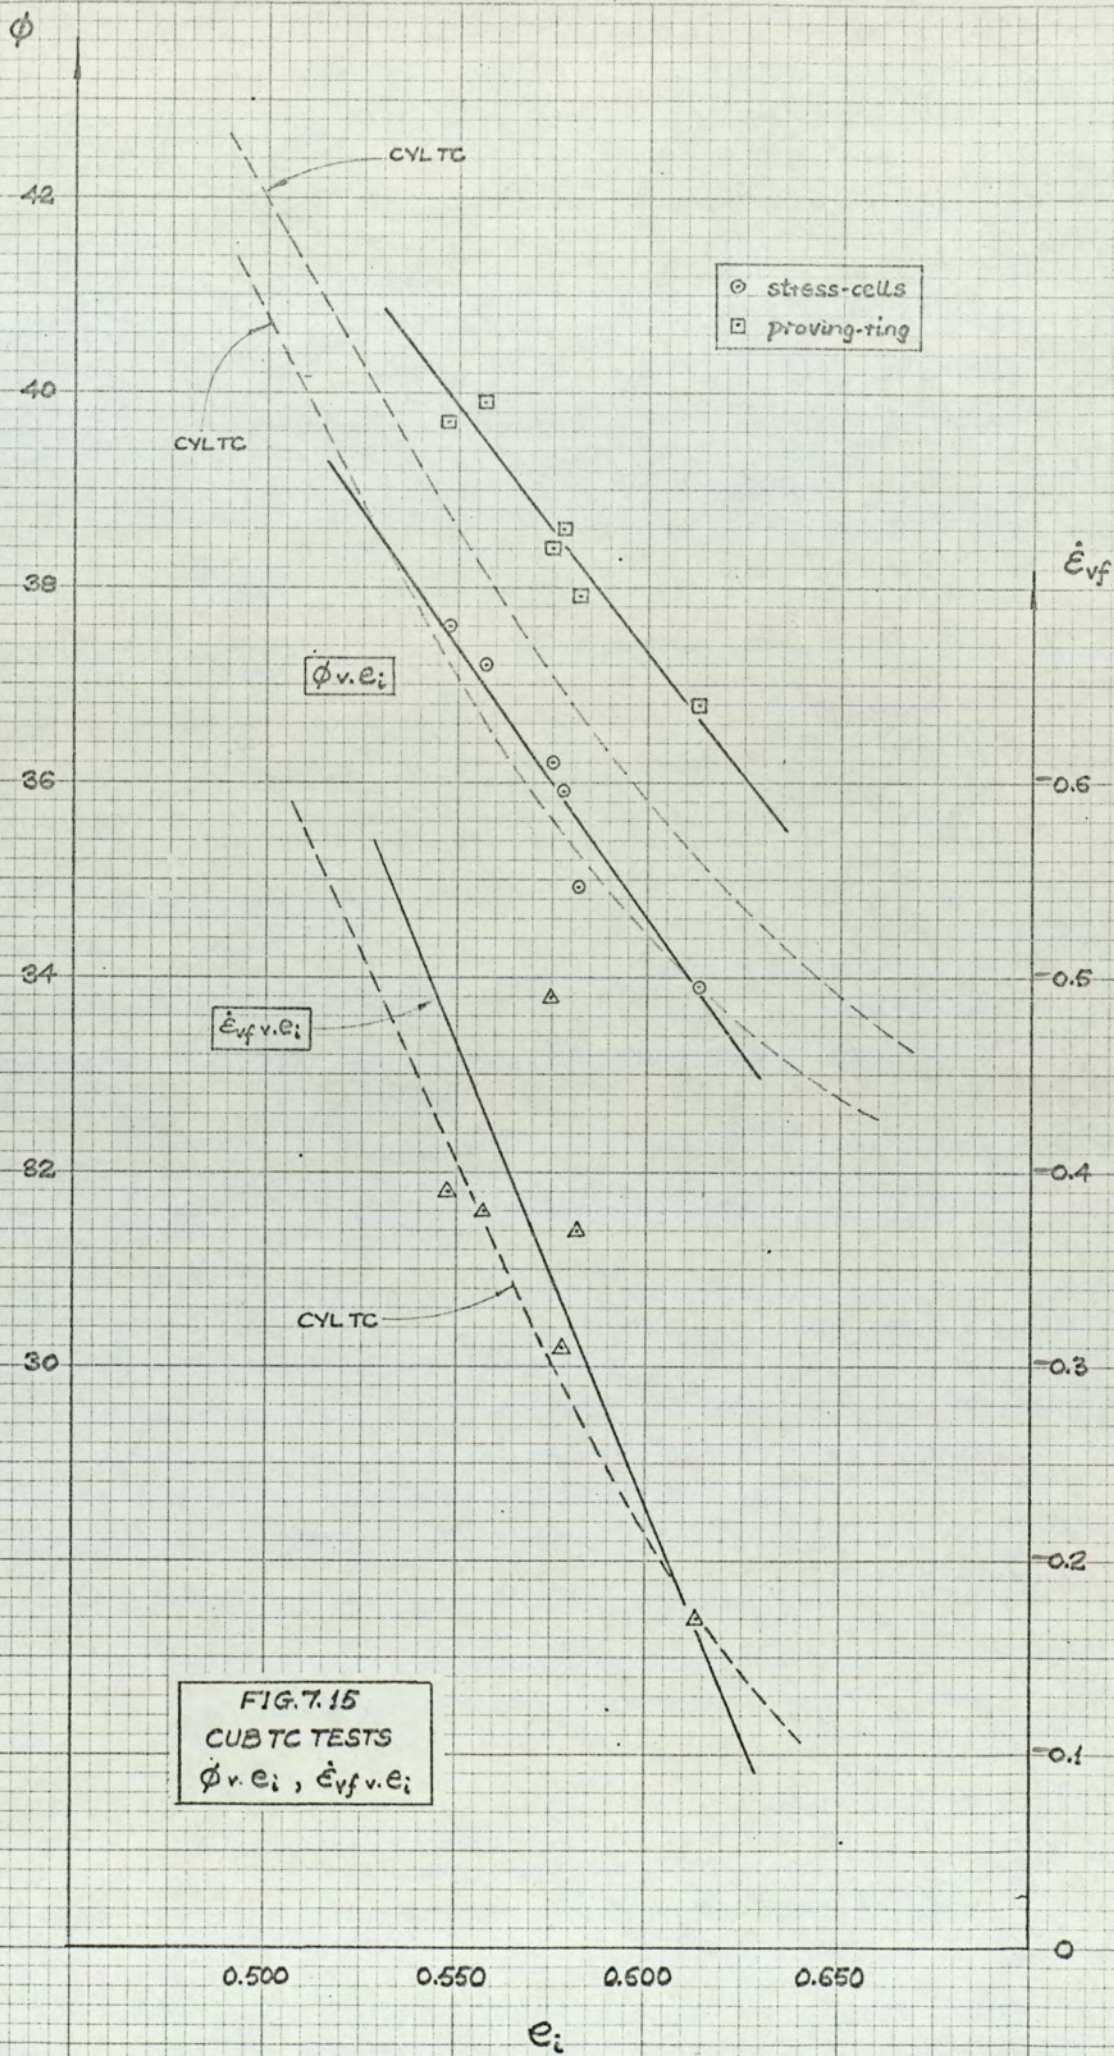 ϕ
CYL TC
42
⊙ stress-cells
⊡ proving-ring
40
CYL TC
38
ε̇vf
ϕ v. ei
36
0.6
34
0.5
ε̇vf v. ei
32
0.4
CYL TC
30
0.3
0.2
FIG. 7.15
CUB TC TESTS
ϕ v. ei , ε̇vf v. ei
0.1
0
0.500 0.550 0.600 0.650
ei